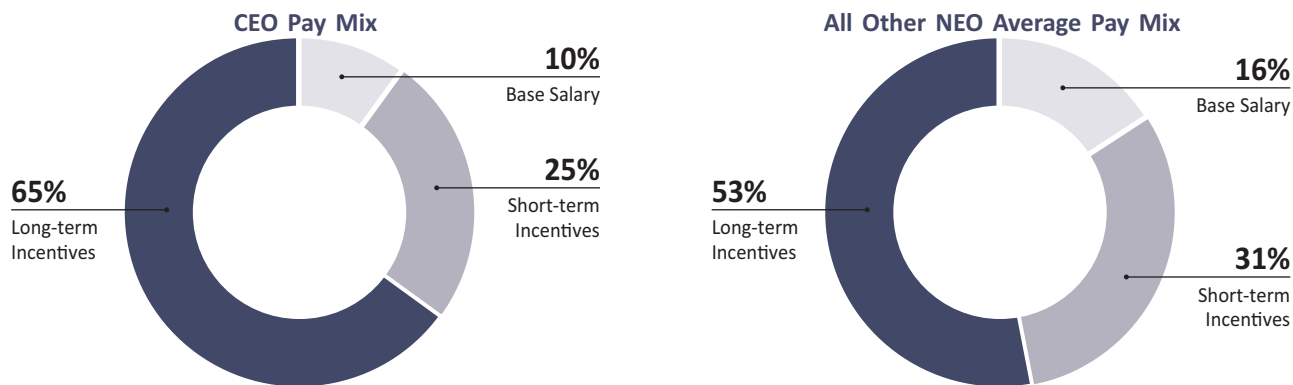 CEO Pay Mix
10%
Base Salary
25%
Short-term
Incentives
65%
Long-term
Incentives
All Other NEO Average Pay Mix
16%
Base Salary
53%
Long-term
Incentives
31%
Short-term
Incentives